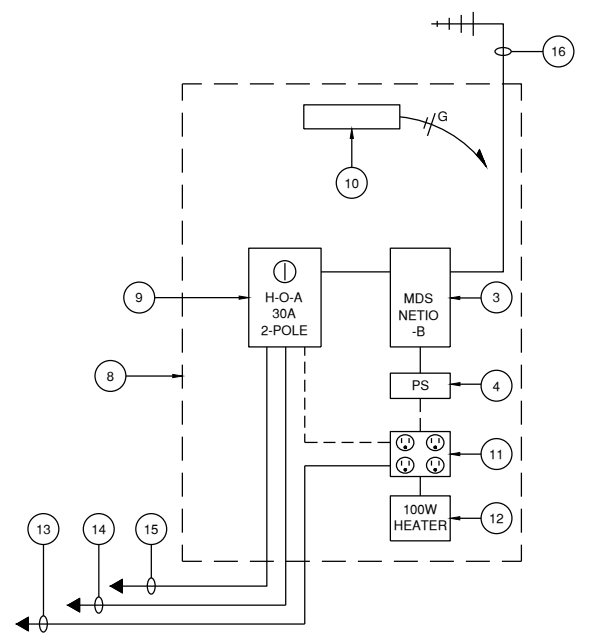 16
G
10
H-O-A
30A
2-POLE
9
MDS
NETIO
-B
3
8
PS
4
11
100W
HEATER
12
13
14
15